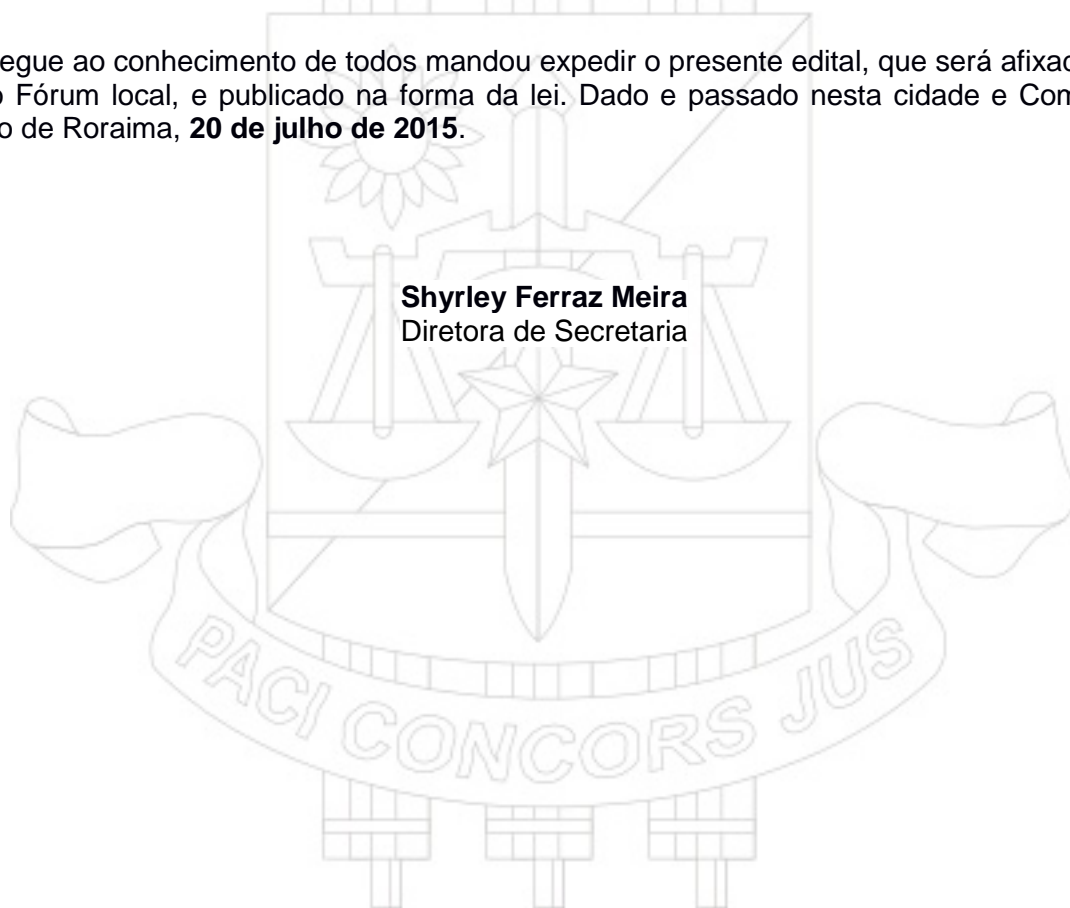 egue ao conhecimento de todos mandou expedir o presente edital, que será afixad
o Fórum local, e publicado na forma da lei. Dado e passado nesta cidade e Com
o de Roraima, 20 de julho de 2015.
Shyrley Ferraz Meira
Diretora de Secretaria
PACI CONCORS JUS